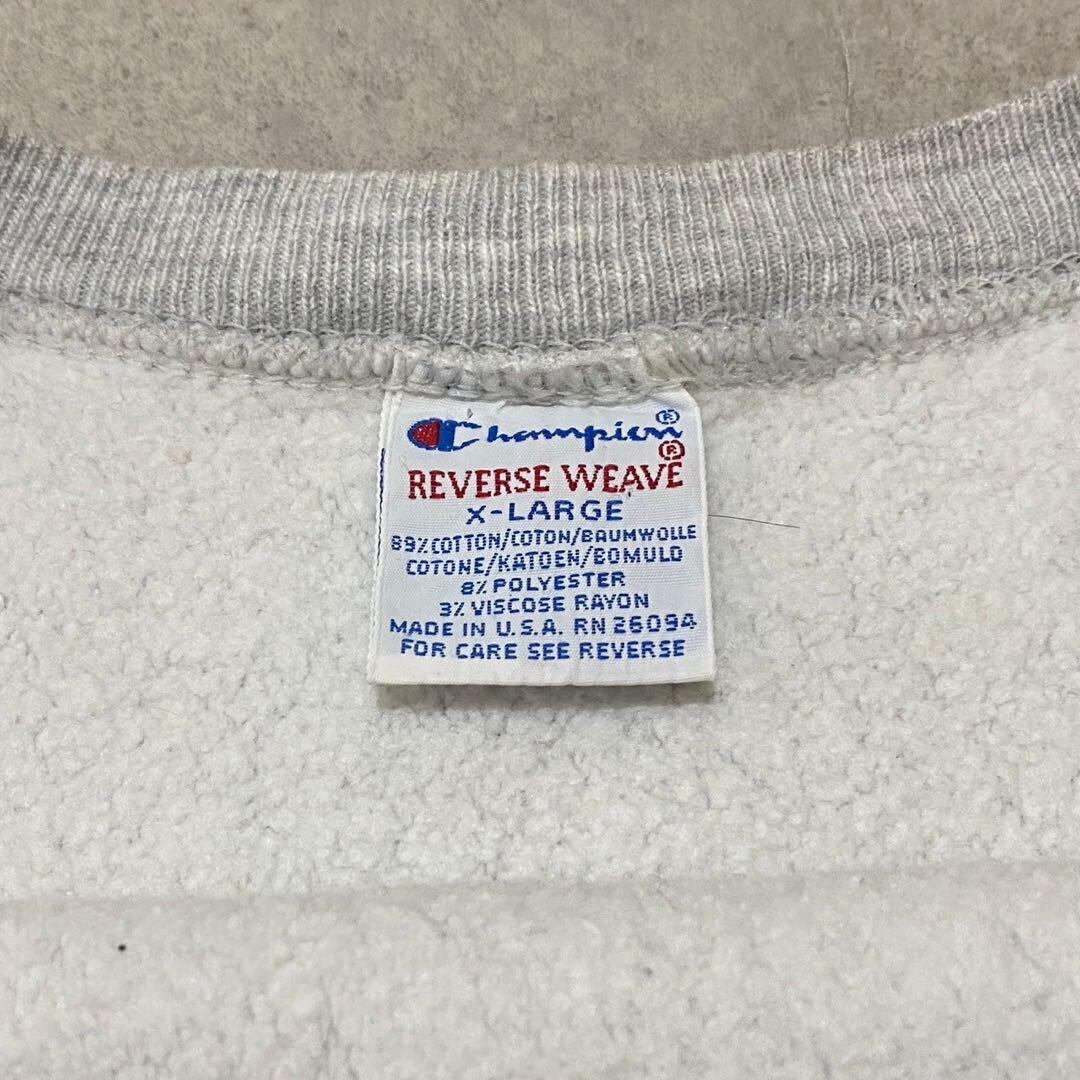 Champion®
REVERSE WEAVE®
X-LARGE
89% COTTON/COTON/BAUMWOLLE
COTONE/KATOEN/BOMULD
8% POLYESTER
3% VISCOSE RAYON
MADE IN U.S.A. RN 26094
FOR CARE SEE REVERSE